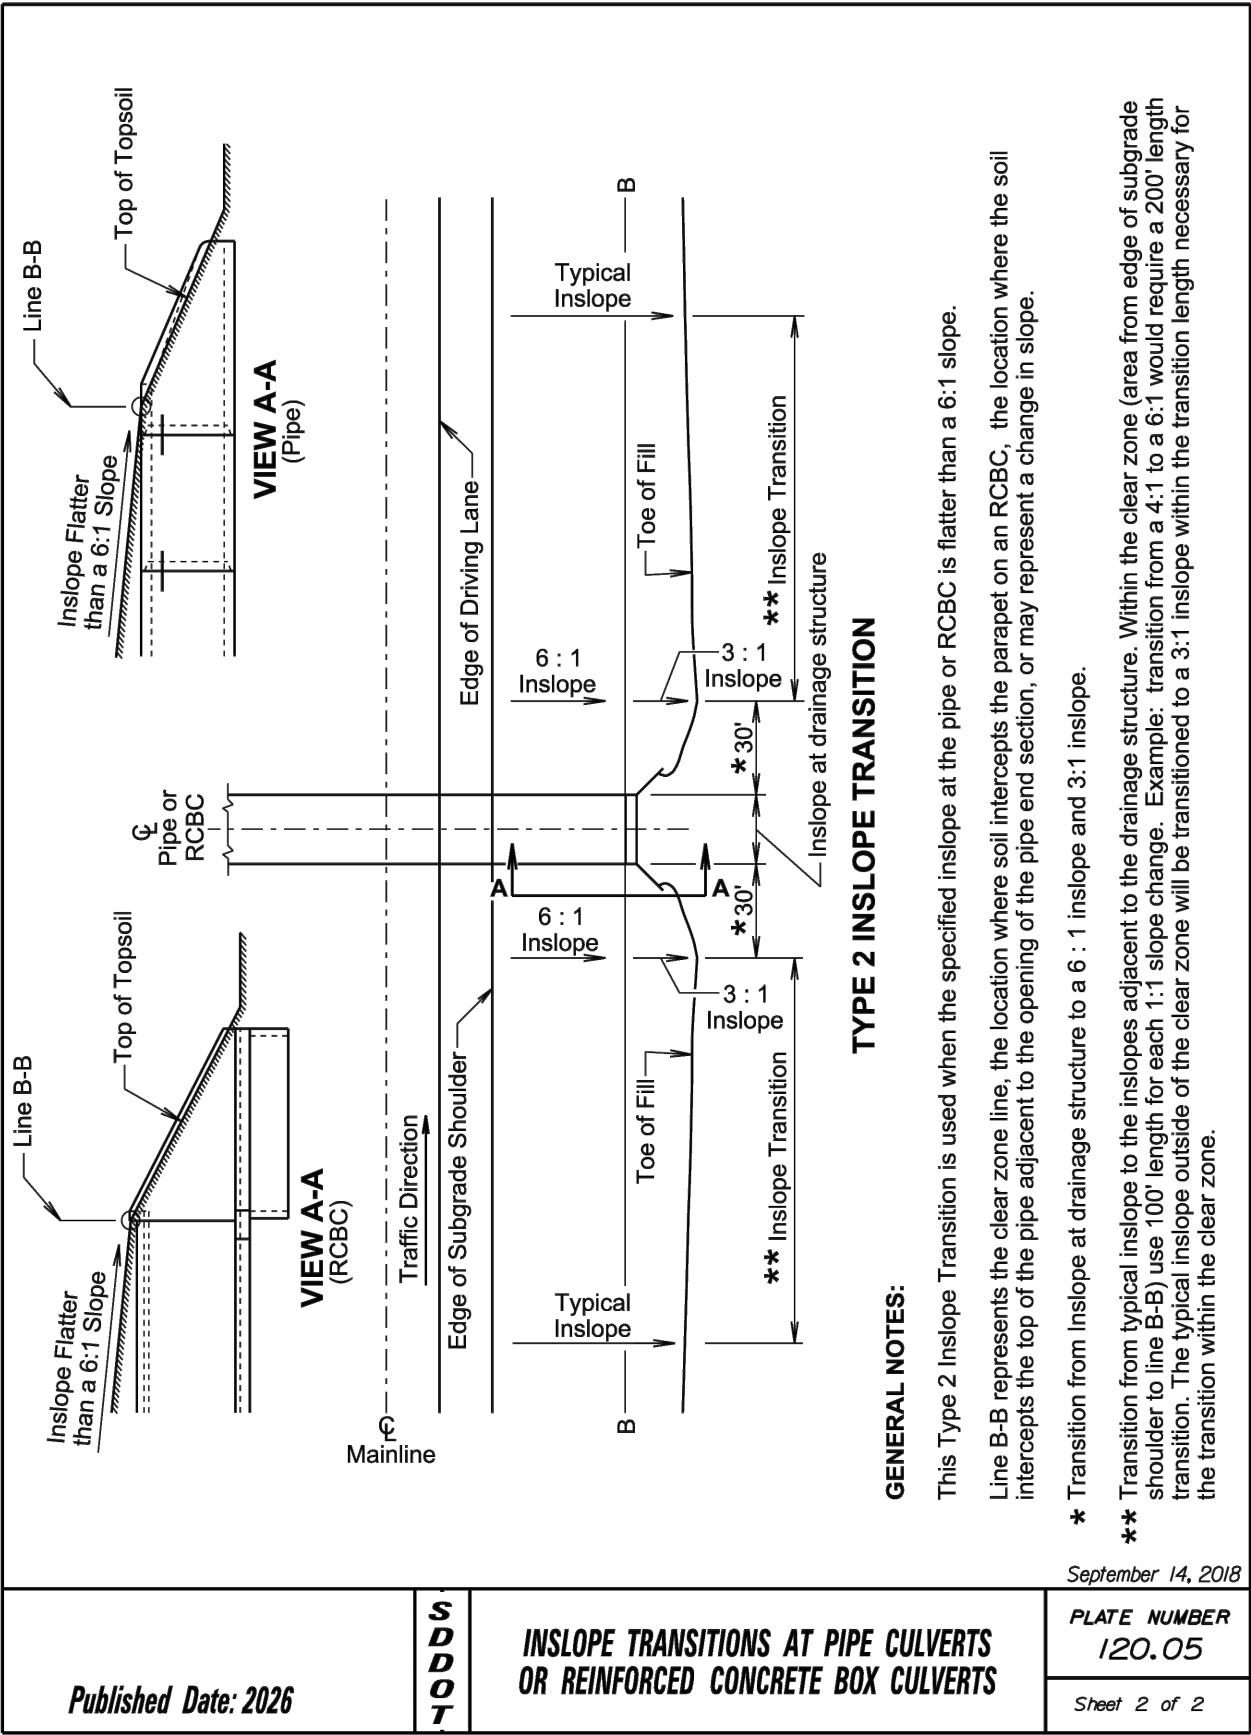 Inslope Flatter
than a 6:1 Slope
Line B-B
Top of Topsoil
VIEW A-A
(RCBC)
Inslope Flatter
than a 6:1 Slope
Line B-B
Top of Topsoil
VIEW A-A
(Pipe)
℄
Pipe or
RCBC
℄
Mainline
Traffic Direction
Edge of Subgrade Shoulder
Edge of Driving Lane
A
A
B
B
Typical
Inslope
6 : 1
Inslope
6 : 1
Inslope
Typical
Inslope
Toe of Fill
3 : 1
Inslope
3 : 1
Inslope
Toe of Fill
** Inslope Transition
*30'
*30'
** Inslope Transition
Inslope at drainage structure
TYPE 2 INSLOPE TRANSITION
GENERAL NOTES:
This Type 2 Inslope Transition is used when the specified inslope at the pipe or RCBC is flatter than a 6:1 slope.
Line B-B represents the clear zone line, the location where soil intercepts the parapet on an RCBC, the location where the soil
intercepts the top of the pipe adjacent to the opening of the pipe end section, or may represent a change in slope.
* Transition from Inslope at drainage structure to a 6 : 1 inslope and 3:1 inslope.
** Transition from typical inslope to the inslopes adjacent to the drainage structure. Within the clear zone (area from edge of subgrade
shoulder to line B-B) use 100' length for each 1:1 slope change. Example: transition from a 4:1 to a 6:1 would require a 200' length
transition. The typical inslope outside of the clear zone will be transitioned to a 3:1 inslope within the transition length necessary for
the transition within the clear zone.
September 14, 2018
Published Date: 2026
SDDOT
INSLOPE TRANSITIONS AT PIPE CULVERTS
OR REINFORCED CONCRETE BOX CULVERTS
PLATE NUMBER
120.05
Sheet 2 of 2